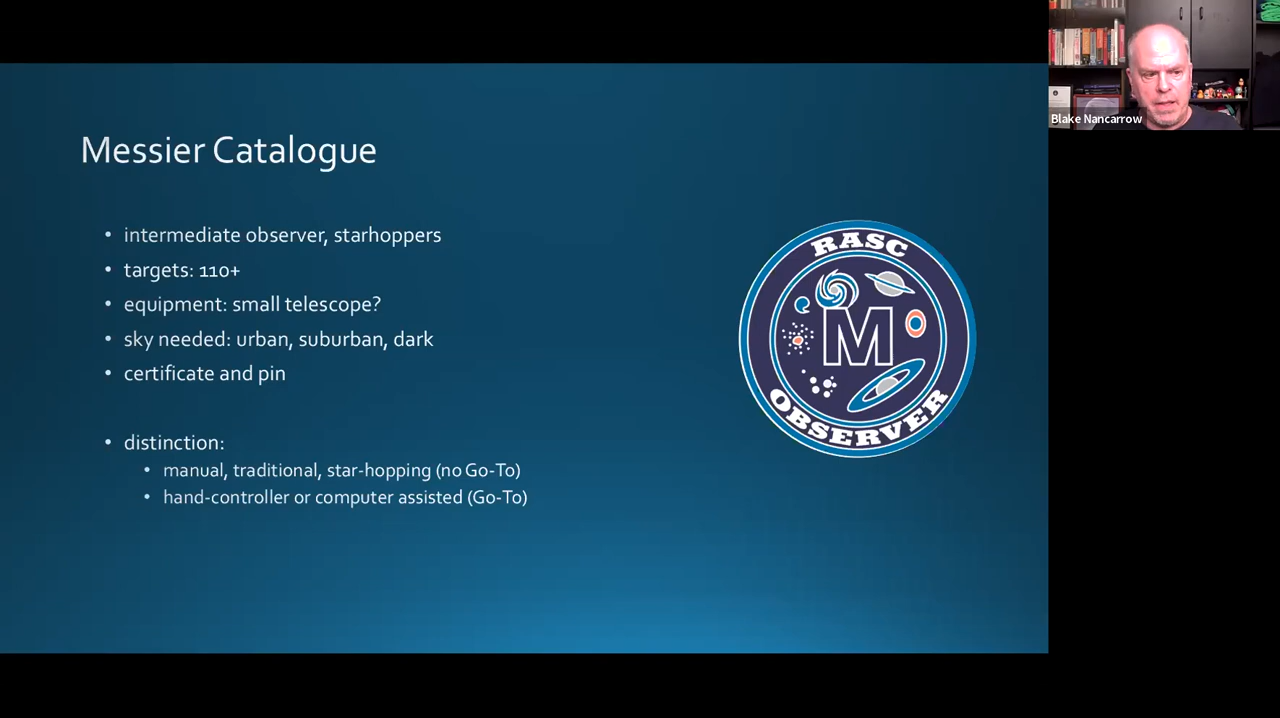 Messier Catalogue
• intermediate observer, starhoppers
• targets: 110+
• equipment: small telescope?
• sky needed: urban, suburban, dark
• certificate and pin
• distinction:
• manual, traditional, star-hopping (no Go-To)
• hand-controller or computer assisted (Go-To)
RASC
M
OBSERVER
Blake Nancarrow